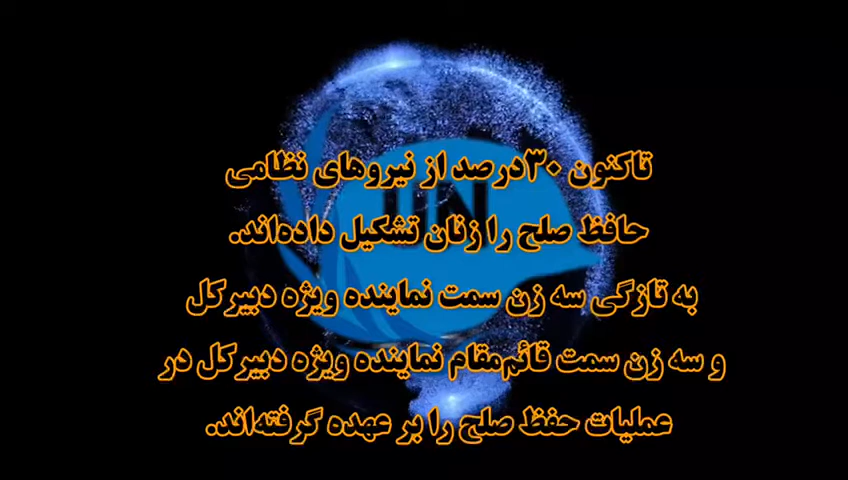 تاکنون ۳۰درصد از نیروهای نظامی
حافظ صلح را زنان تشکیل داده‌اند.
به تازگی سه زن سمت نماینده ویژه دبیرکل
و سه زن سمت قائم‌مقام نماینده ویژه دبیرکل در
عملیات حفظ صلح را بر عهده گرفته‌اند.